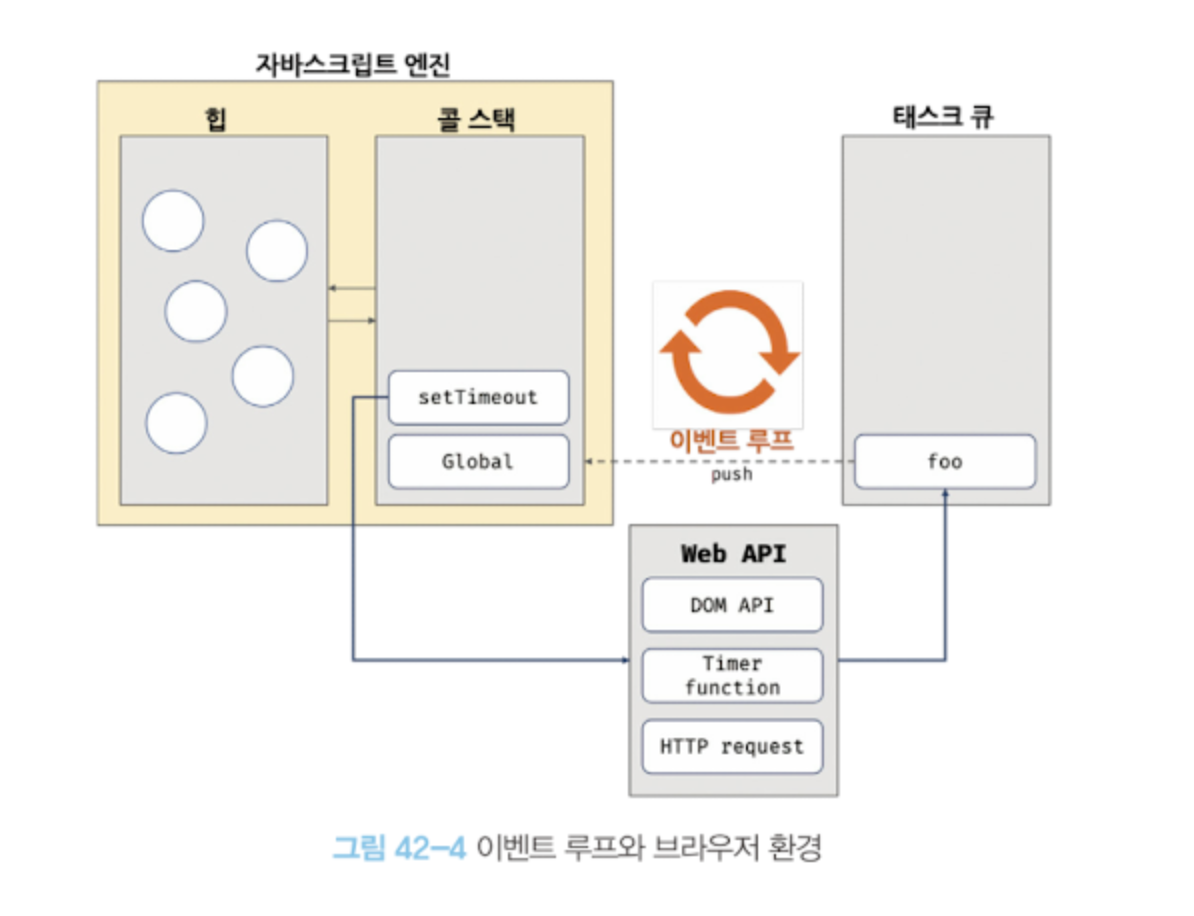 자바스크립트 엔진
힙
콜 스택
태스크 큐
setTimeout
Global
이벤트 루프
push
foo
Web API
DOM API
Timer
function
HTTP request
그림 42-4 이벤트 루프와 브라우저 환경